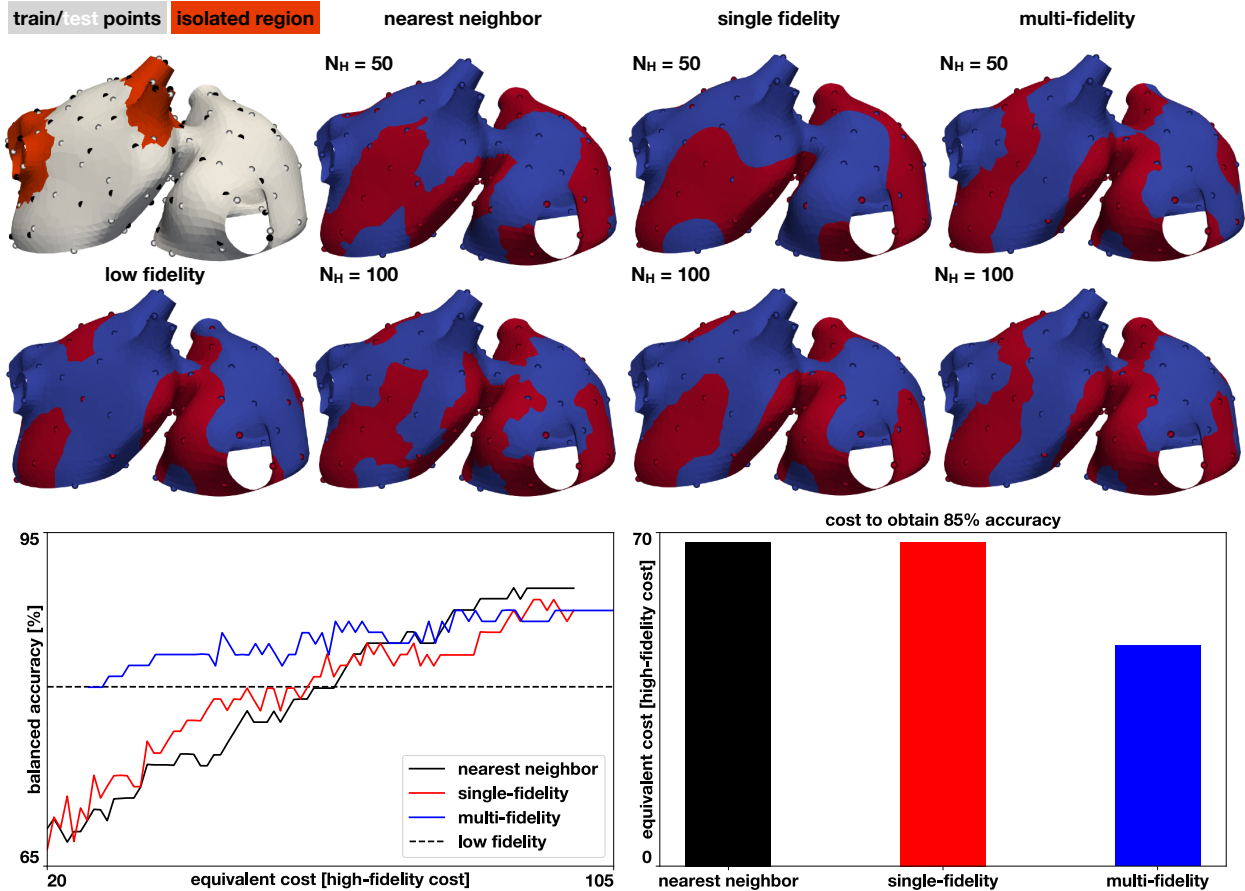 train/test points
isolated region
nearest neighbor
single fidelity
multi-fidelity
N_H = 50
N_H = 50
N_H = 50
low fidelity
N_H = 100
N_H = 100
N_H = 100
95
balanced accuracy [%]
65
20
equivalent cost [high-fidelity cost]
105
nearest neighbor
single-fidelity
multi-fidelity
low fidelity
cost to obtain 85% accuracy
70
equivalent cost [high-fidelity cost]
0
nearest neighbor
single-fidelity
multi-fidelity